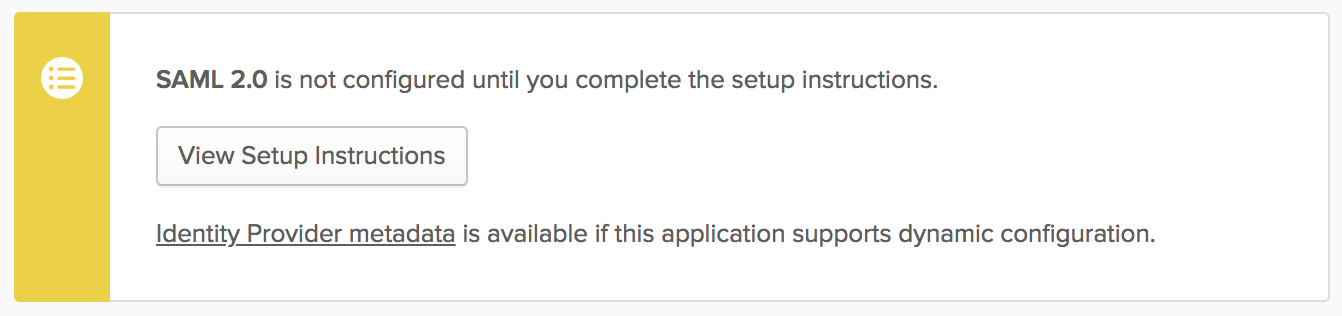 SAML 2.0 is not configured until you complete the setup instructions.
View Setup Instructions
Identity Provider metadata is available if this application supports dynamic configuration.